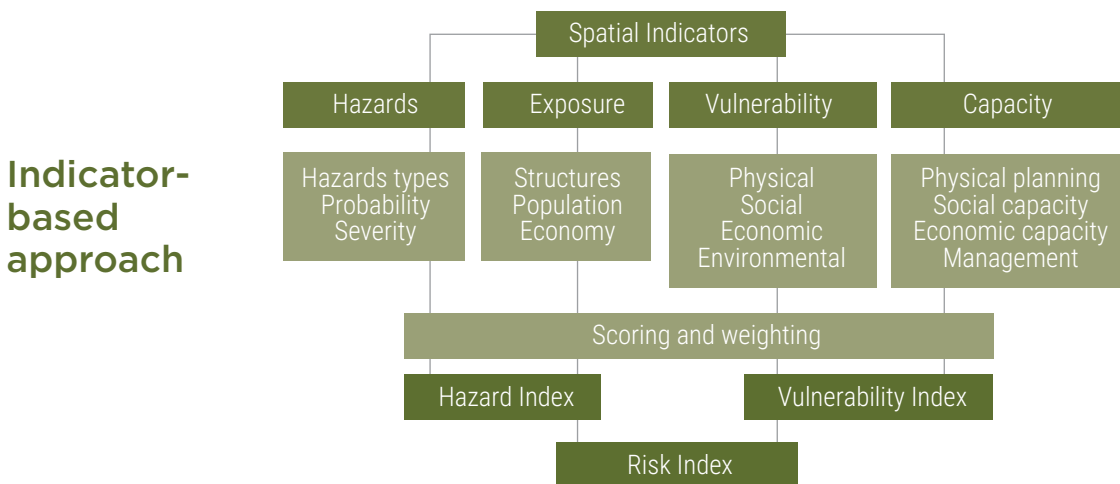 Indicator-
based
approach
Spatial Indicators
Hazards
Exposure
Vulnerability
Capacity
Hazards types
Probability
Severity
Structures
Population
Economy
Physical
Social
Economic
Environmental
Physical planning
Social capacity
Economic capacity
Management
Scoring and weighting
Hazard Index
Vulnerability Index
Risk Index